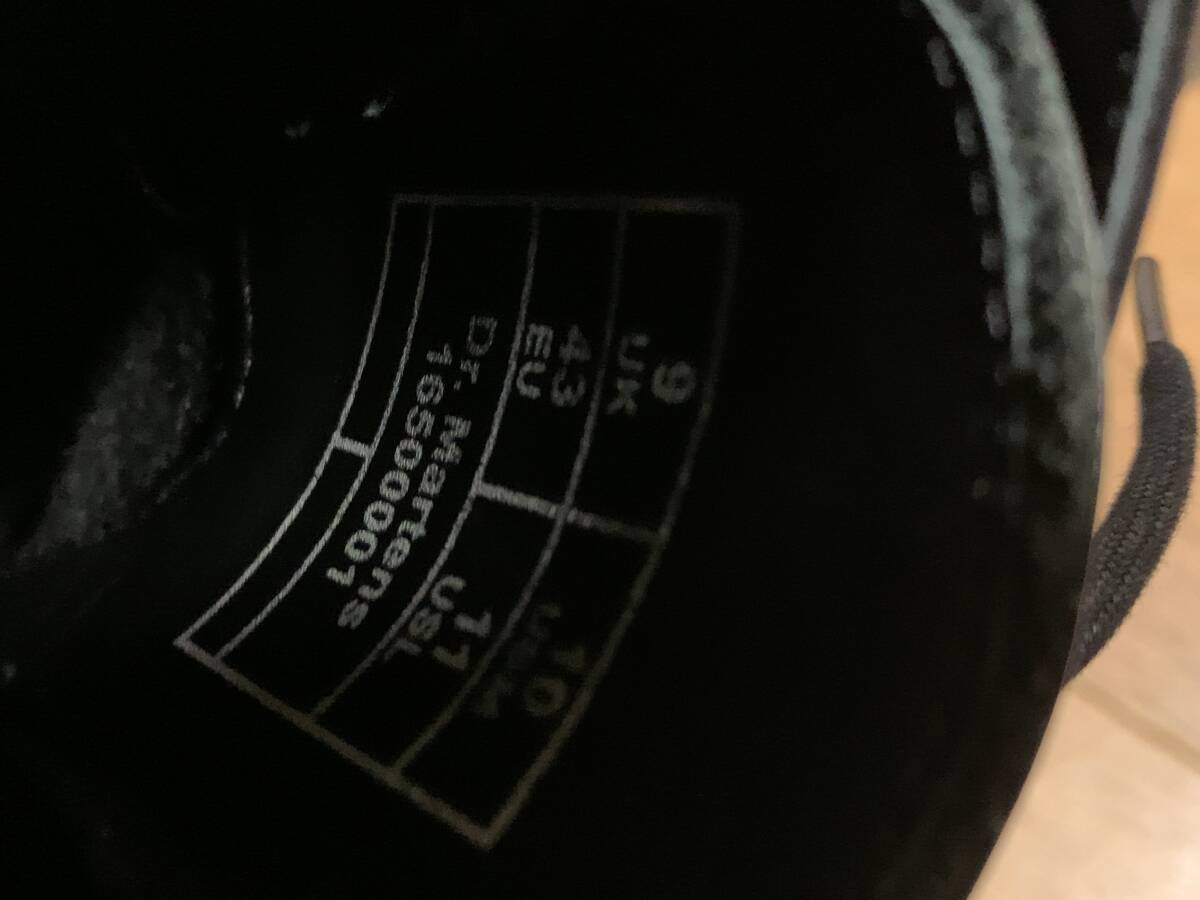 9
UK
10
USM
43
EU
11
USL
Dr. Martens
16500001